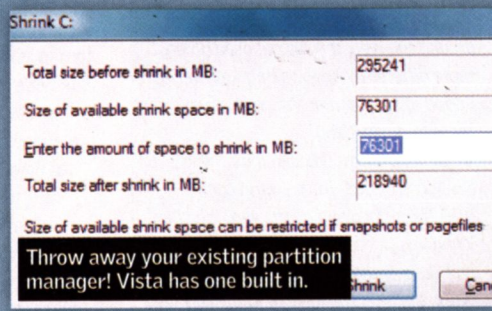 Shrink C:
Total size before shrink in MB: 295241
Size of available shrink space in MB: 76301
Enter the amount of space to shrink in MB: 76301
Total size after shrink in MB: 218940
Size of available shrink space can be restricted if snapshots or pagefiles
Throw away your existing partition
manager! Vista has one built in.
Shrink